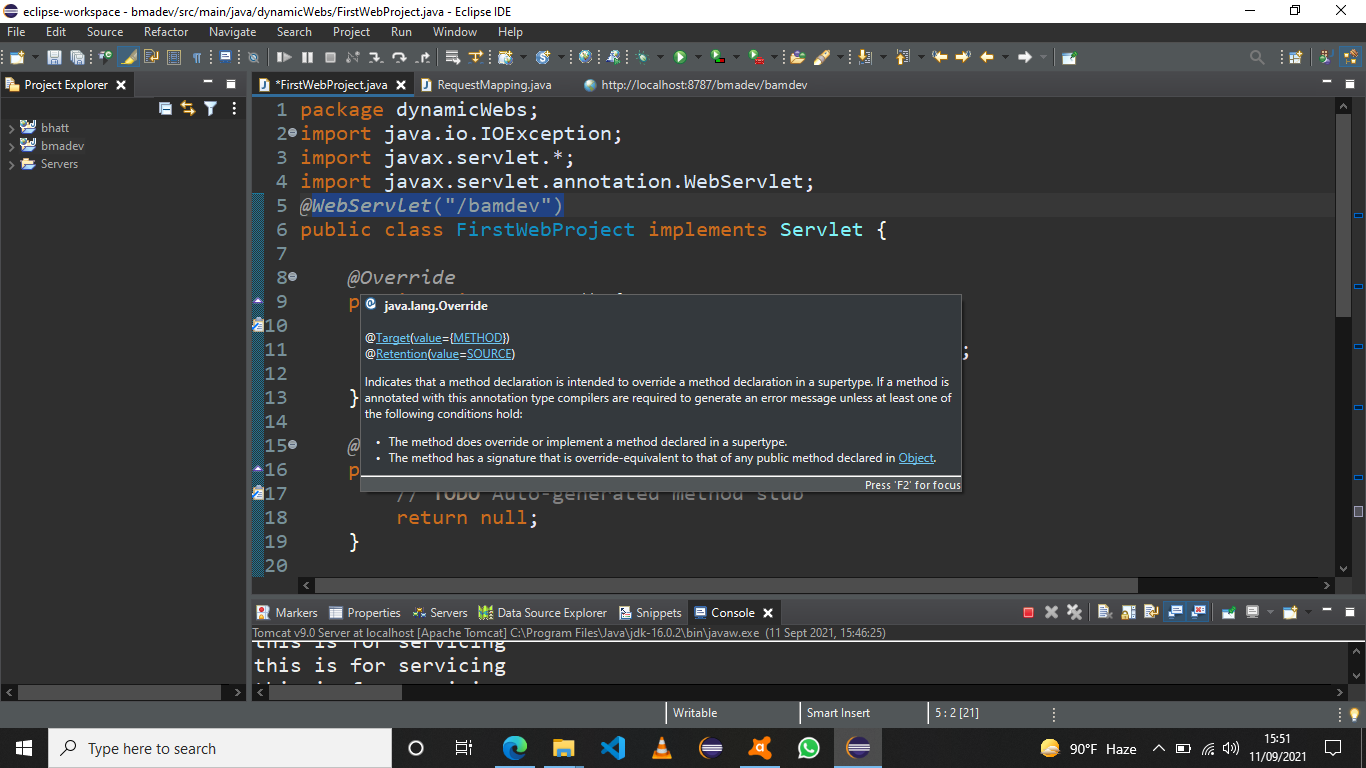 eclipse-workspace - bmadev/src/main/java/dynamicWebs/FirstWebProject.java - Eclipse IDE
File Edit Source Refactor Navigate Search Project Run Window Help
Project Explorer
*FirstWebProject.java RequestMapping.java http://localhost:8787/bmadev/bamdev
bhatt
bmadev
Servers
1 package dynamicWebs;
2 import java.io.IOException;
3 import javax.servlet.*;
4 import javax.servlet.annotation.WebServlet;
5 @WebServlet("/bamdev")
6 public class FirstWebProject implements Servlet {
7
8 @Override
9 p
10
11 ;
12
13 }
14
15 @
16 p
17 // TODO Auto-generated method stub
18 return null;
19 }
20
java.lang.Override
@Target(value={METHOD})
@Retention(value=SOURCE)
Indicates that a method declaration is intended to override a method declaration in a supertype. If a method is
annotated with this annotation type compilers are required to generate an error message unless at least one of
the following conditions hold:
• The method does override or implement a method declared in a supertype.
• The method has a signature that is override-equivalent to that of any public method declared in Object.
Press 'F2' for focus
Markers Properties Servers Data Source Explorer Snippets Console
Tomcat v9.0 Server at localhost [Apache Tomcat] C:\Program Files\Java\jdk-16.0.2\bin\javaw.exe (11 Sept 2021, 15:46:25)
this is for servicing
this is for servicing
Writable Smart Insert 5 : 2 [21]
Type here to search
90°F Haze
15:51
11/09/2021